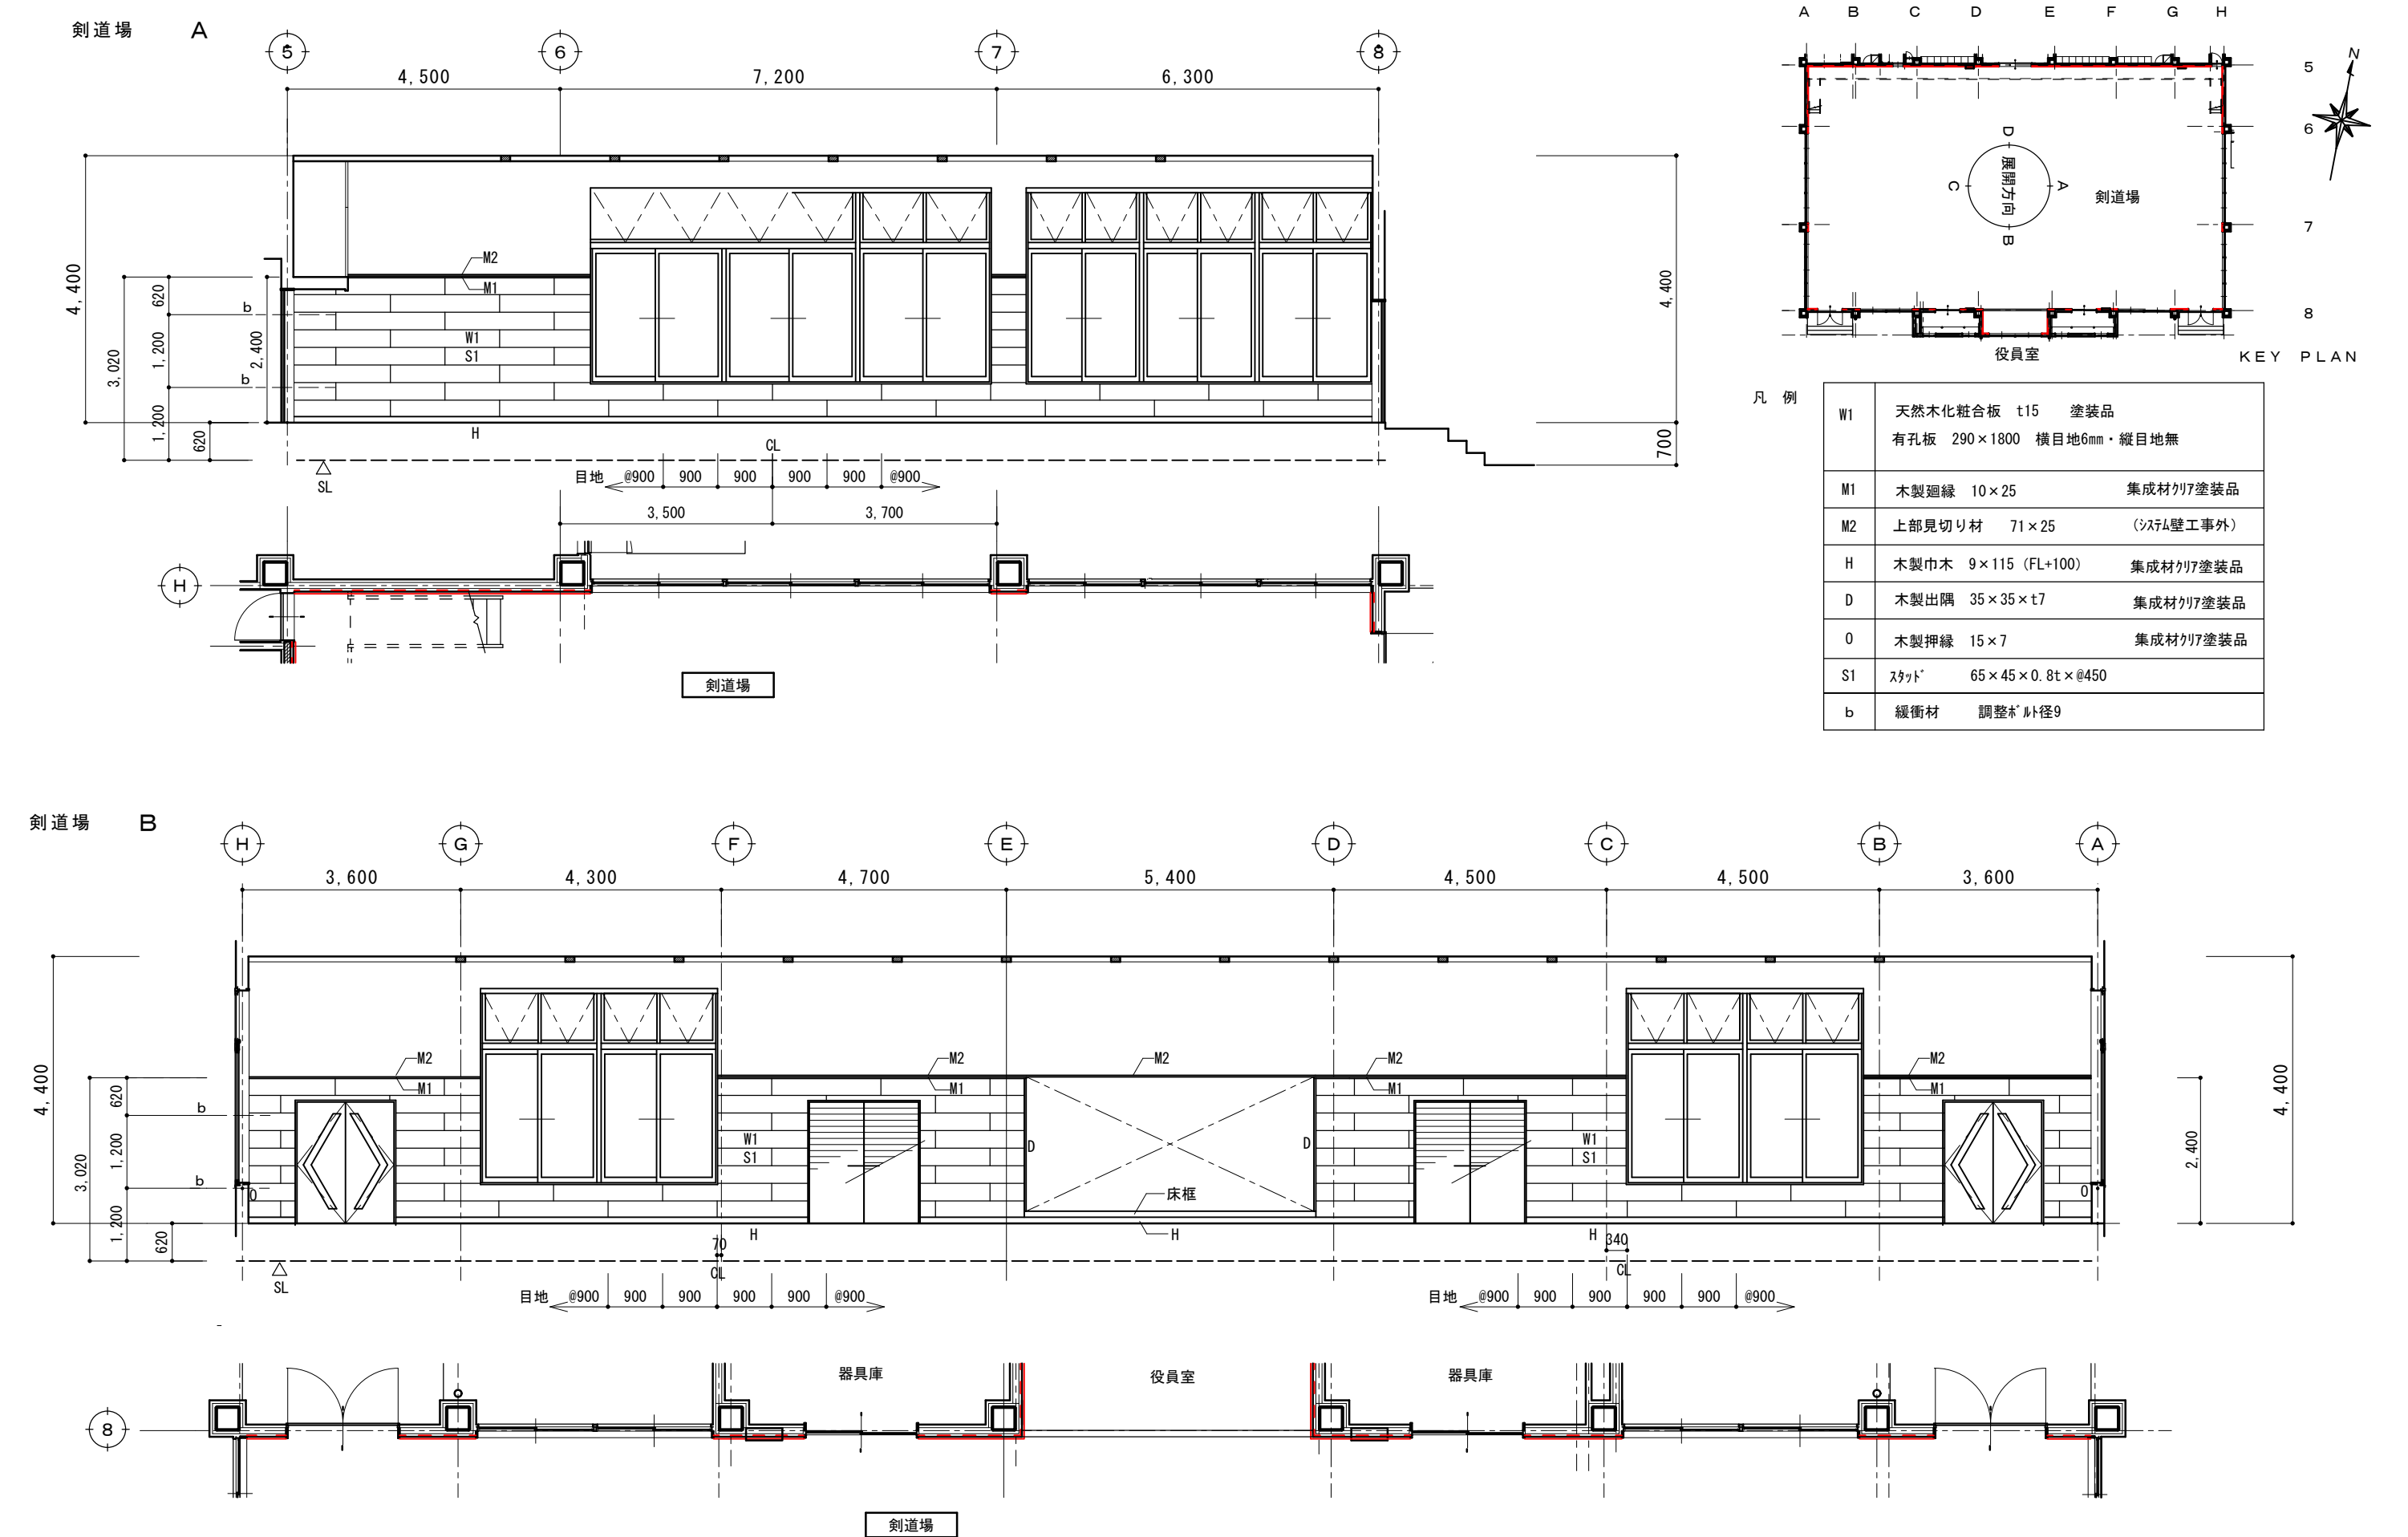 剣道場 A
5 6 7 8
4,500 7,200 6,300
4,400
3,020
620
1,200
1,200
620
2,400
b
b
M2
M1
W1
S1
H
4,400
700
SL
CL
目地 @900 900 900 900 900 @900
3,500 3,700
H
剣道場
A B C D E F G H
N
5
6
7
8
D
C 展開方向 A
B
剣道場
役員室
KEY PLAN
凡 例
W1 天然木化粧合板 t15 塗装品
有孔板 290×1800 横目地6mm・縦目地無
M1 木製廻縁 10×25 集成材ｸﾘｱ塗装品
M2 上部見切り材 71×25 (ｼｽﾃﾑ壁工事外)
H 木製巾木 9×115 (FL+100) 集成材ｸﾘｱ塗装品
D 木製出隅 35×35×t7 集成材ｸﾘｱ塗装品
O 木製押縁 15×7 集成材ｸﾘｱ塗装品
S1 ｽﾀｯﾄﾞ 65×45×0.8t×@450
b 緩衝材 調整ﾎﾞﾙﾄ径9
剣道場 B
H G F E D C B A
3,600 4,300 4,700 5,400 4,500 4,500 3,600
4,400
3,020
620
1,200
1,200
620
b
b
M2 M2 M2 M2 M2
M1 M1 M1 M1
W1 W1
S1 S1
D D
O O
床框
H H H
2,400
4,400
70 340
SL
CL CL
目地 @900 900 900 900 900 @900
目地 @900 900 900 900 900 @900
器具庫 役員室 器具庫
8
剣道場